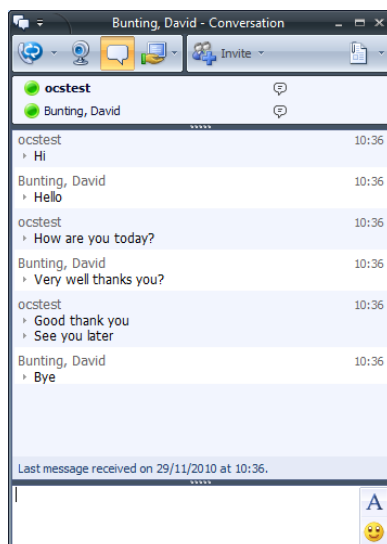 Bunting, David - Conversation
Invite
ocstest
Bunting, David
ocstest 10:36
Hi
Bunting, David 10:36
Hello
ocstest 10:36
How are you today?
Bunting, David 10:36
Very well thanks you?
ocstest 10:36
Good thank you
See you later
Bunting, David 10:36
Bye
Last message received on 29/11/2010 at 10:36.
A